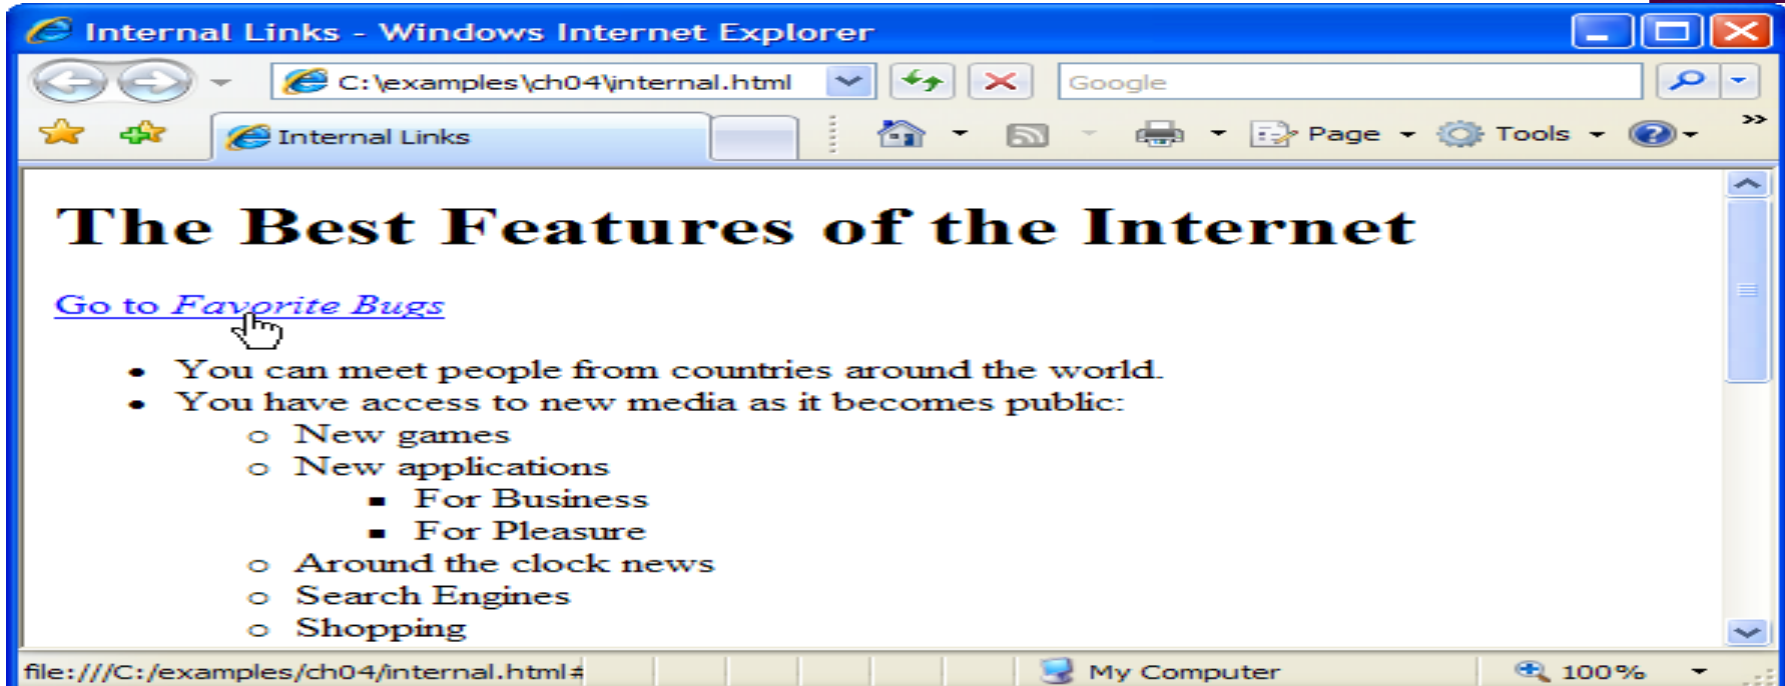 Internal Links - Windows Internet Explorer
C:\examples\ch04\internal.html
Google
Internal Links
Page
Tools
The Best Features of the Internet
Go to Favorite Bugs
• You can meet people from countries around the world.
• You have access to new media as it becomes public:
○ New games
○ New applications
▪ For Business
▪ For Pleasure
○ Around the clock news
○ Search Engines
○ Shopping
file:///C:/examples/ch04/internal.html#
My Computer
100%